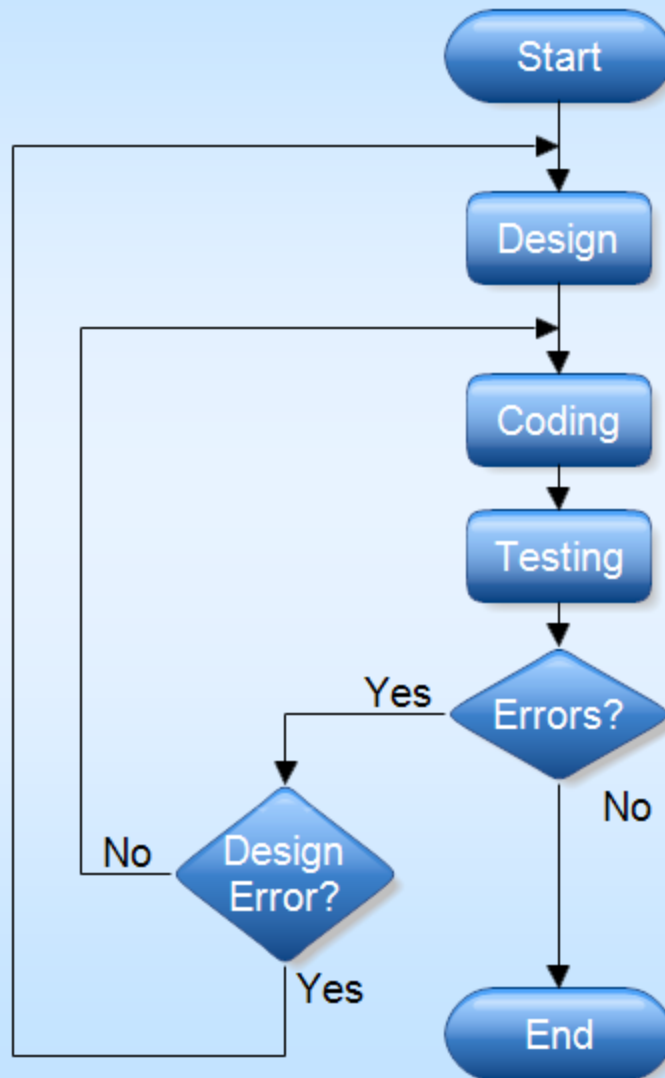 Start
Design
Coding
Testing
Yes
Errors?
No
No
Design
Error?
Yes
End